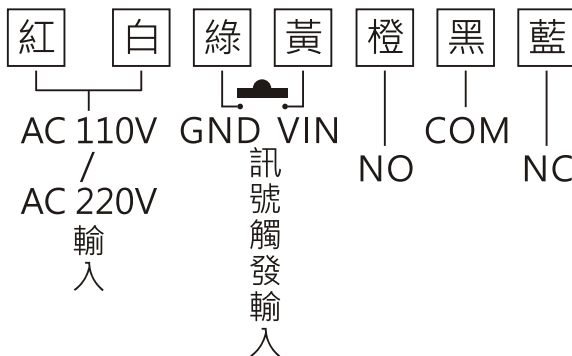 紅 白 綠 黃 橙 黑 藍
AC 110V
/
AC 220V
輸入
GND VIN
訊號觸發輸入
NO
COM
NC